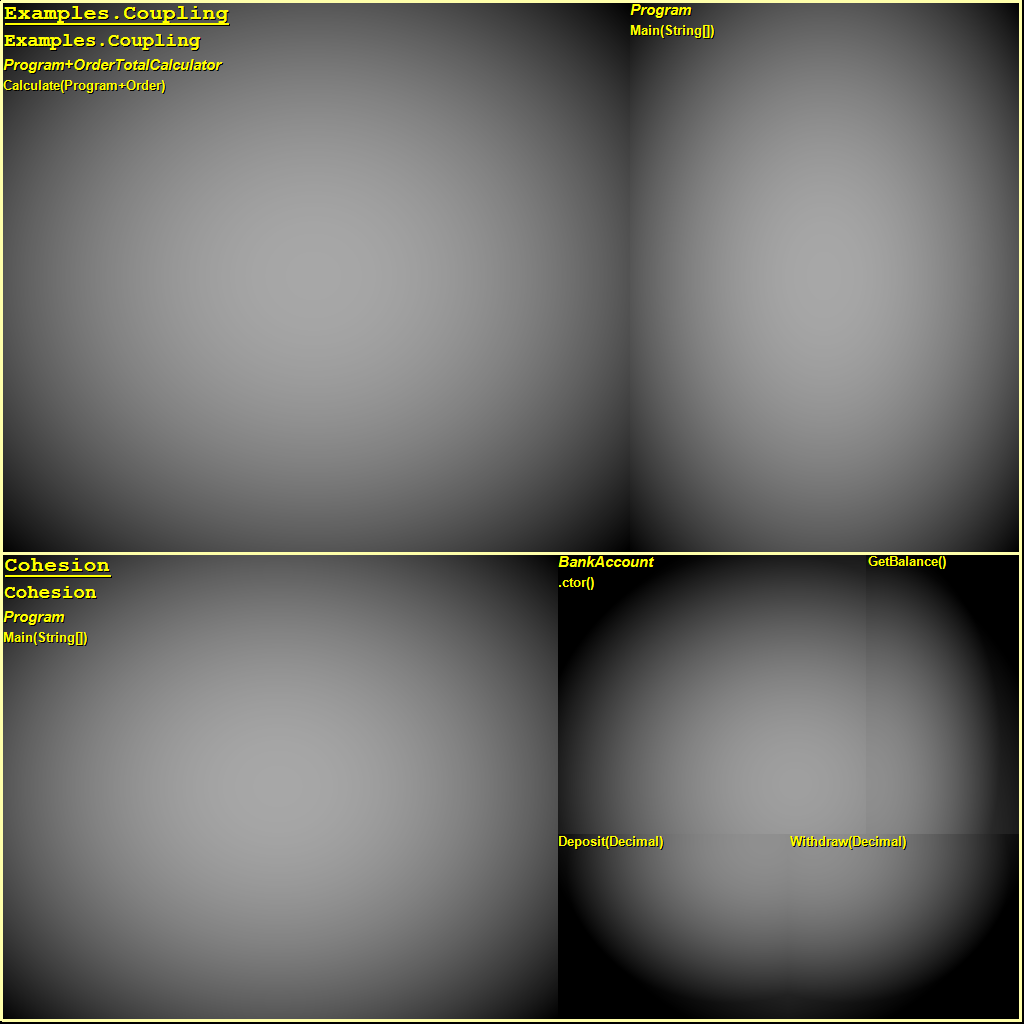 Examples.Coupling
Examples.Coupling
Program+OrderTotalCalculator
Calculate(Program+Order)
Program
Main(String[])
Cohesion
Cohesion
Program
Main(String[])
BankAccount
.ctor()
GetBalance()
Deposit(Decimal)
Withdraw(Decimal)